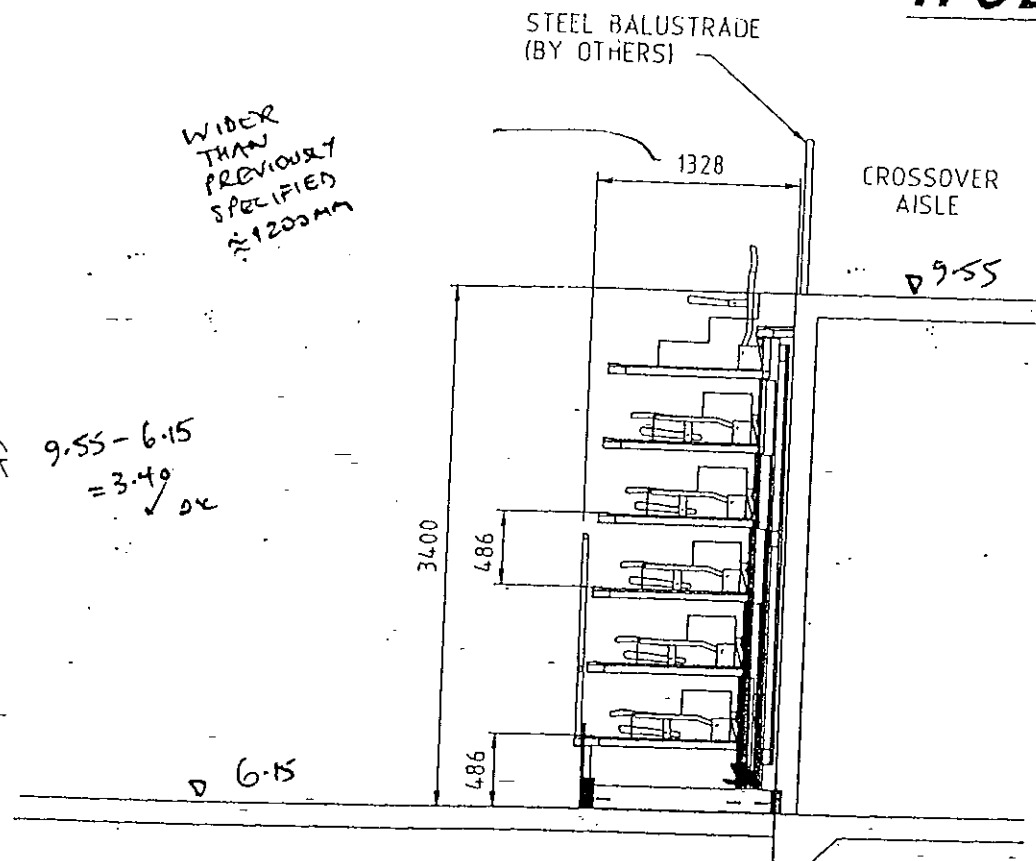 STEEL BALUSTRADE
(BY OTHERS)
WIDER
THAN
PREVIOUSLY
SPECIFIED
≈1200MM
1328
CROSSOVER
AISLE
9.55
9.55 - 6.15
= 3.40
✓ OK
3400
486
486
6.15